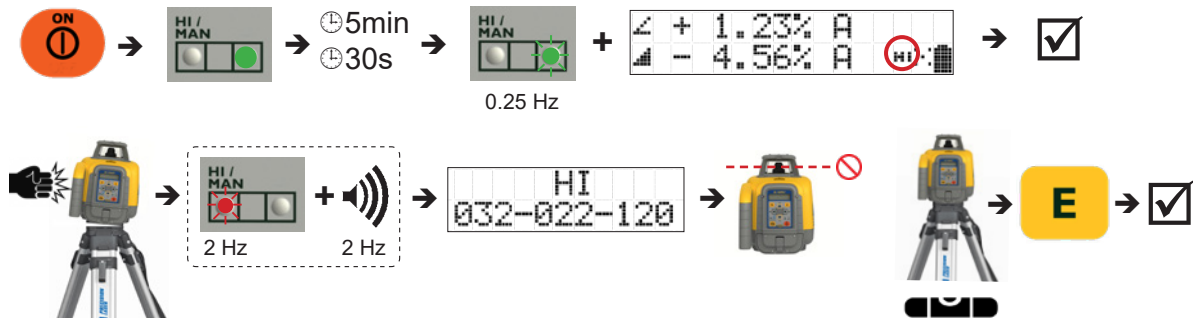 ON
HI /
MAN
5min
30s
HI /
MAN
0.25 Hz
+
∠ + 1.23% A
- 4.56% A Hi
HI /
MAN
+
2 Hz
2 Hz
HI
032-022-120
E